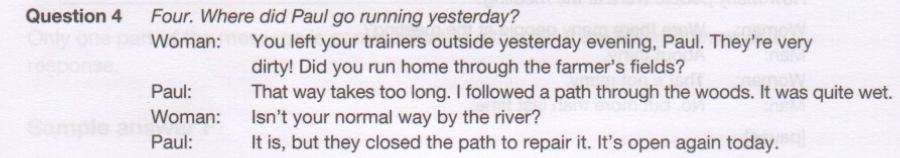 Question 4 Four. Where did Paul go running yesterday?
Woman: You left your trainers outside yesterday evening, Paul. They're very
dirty! Did you run home through the farmer's fields?
Paul: That way takes too long. I followed a path through the woods. It was quite wet.
Woman: Isn't your normal way by the river?
Paul: It is, but they closed the path to repair it. It's open again today.